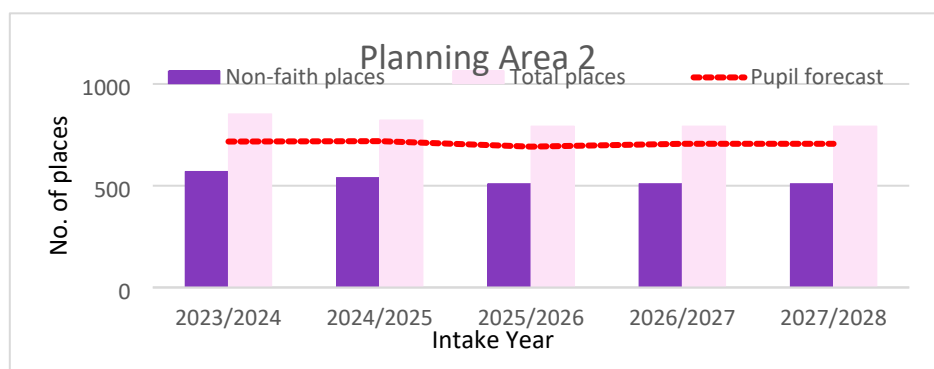 Planning Area 2
Non-faith places Total places Pupil forecast
1000
500
0
No. of places
2023/2024 2024/2025 2025/2026 2026/2027 2027/2028
Intake Year